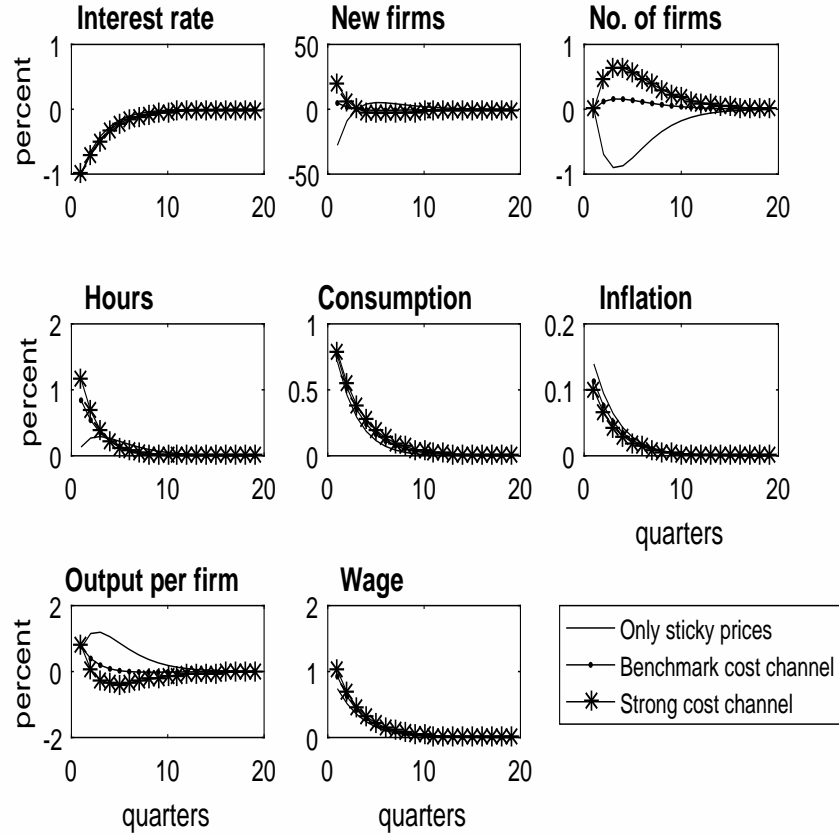 Interest rate
New firms
No. of firms
percent
1
0
-1
0
10
20
50
0
-50
0
10
20
1
0
-1
0
10
20
Hours
Consumption
Inflation
percent
2
1
0
0
10
20
1
0.5
0
0
10
20
0.2
0.1
0
0
10
20
quarters
Output per firm
Wage
percent
2
0
-2
0
10
20
quarters
2
1
0
0
10
20
quarters
Only sticky prices
Benchmark cost channel
Strong cost channel